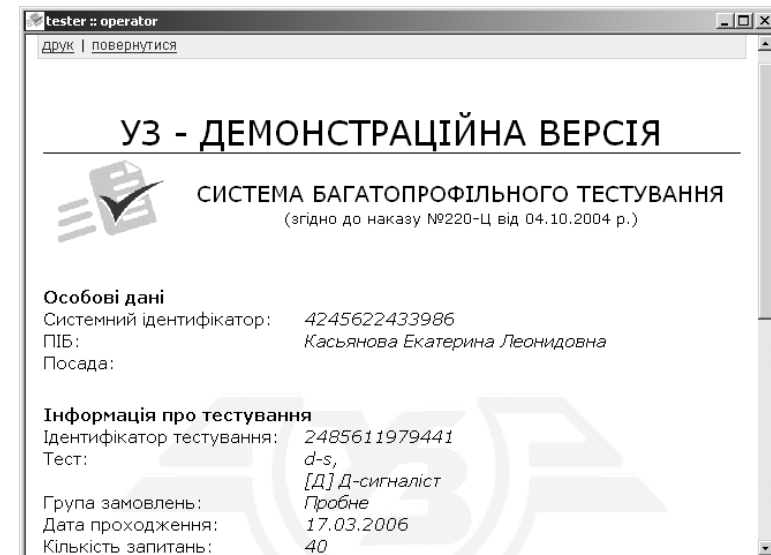 tester :: operator
друк | повернутися
УЗ - ДЕМОНСТРАЦІЙНА ВЕРСІЯ
СИСТЕМА БАГАТОПРОФІЛЬНОГО ТЕСТУВАННЯ
(згідно до наказу №220-Ц від 04.10.2004 р.)
Особові дані
Системний ідентифікатор: 4245622433986
ПІБ: Касьянова Екатерина Леонидовна
Посада:
Інформація про тестування
Ідентифікатор тестування: 2485611979441
Тест: d-s,
[Д] Д-сигналіст
Група замовлень: Пробне
Дата проходження: 17.03.2006
Кількість запитань: 40